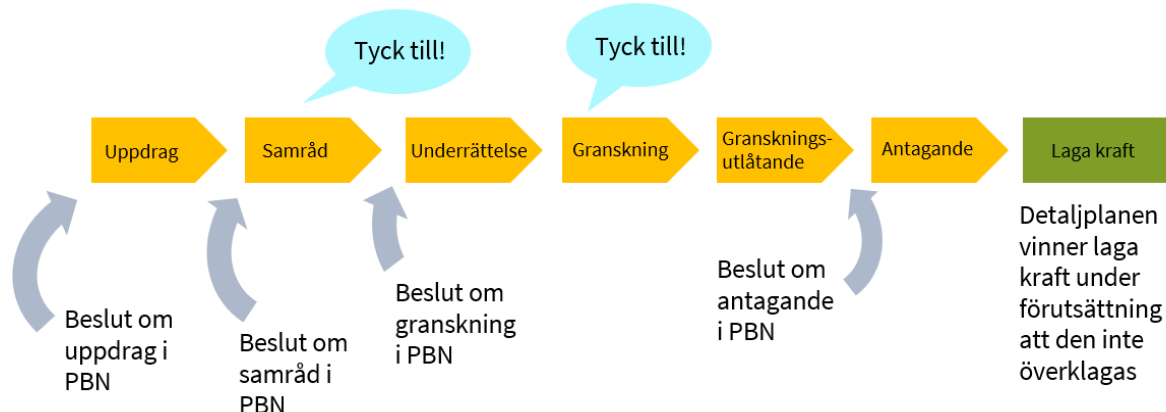 Tyck till!
Tyck till!
Uppdrag
Samråd
Underrättelse
Granskning
Gransknings-
utlåtande
Antagande
Laga kraft
Beslut om
uppdrag i
PBN
Beslut om
samråd i
PBN
Beslut om
granskning
i PBN
Beslut om
antagande
i PBN
Detaljplanen
vinner laga
kraft under
förutsättning
att den inte
överklagas